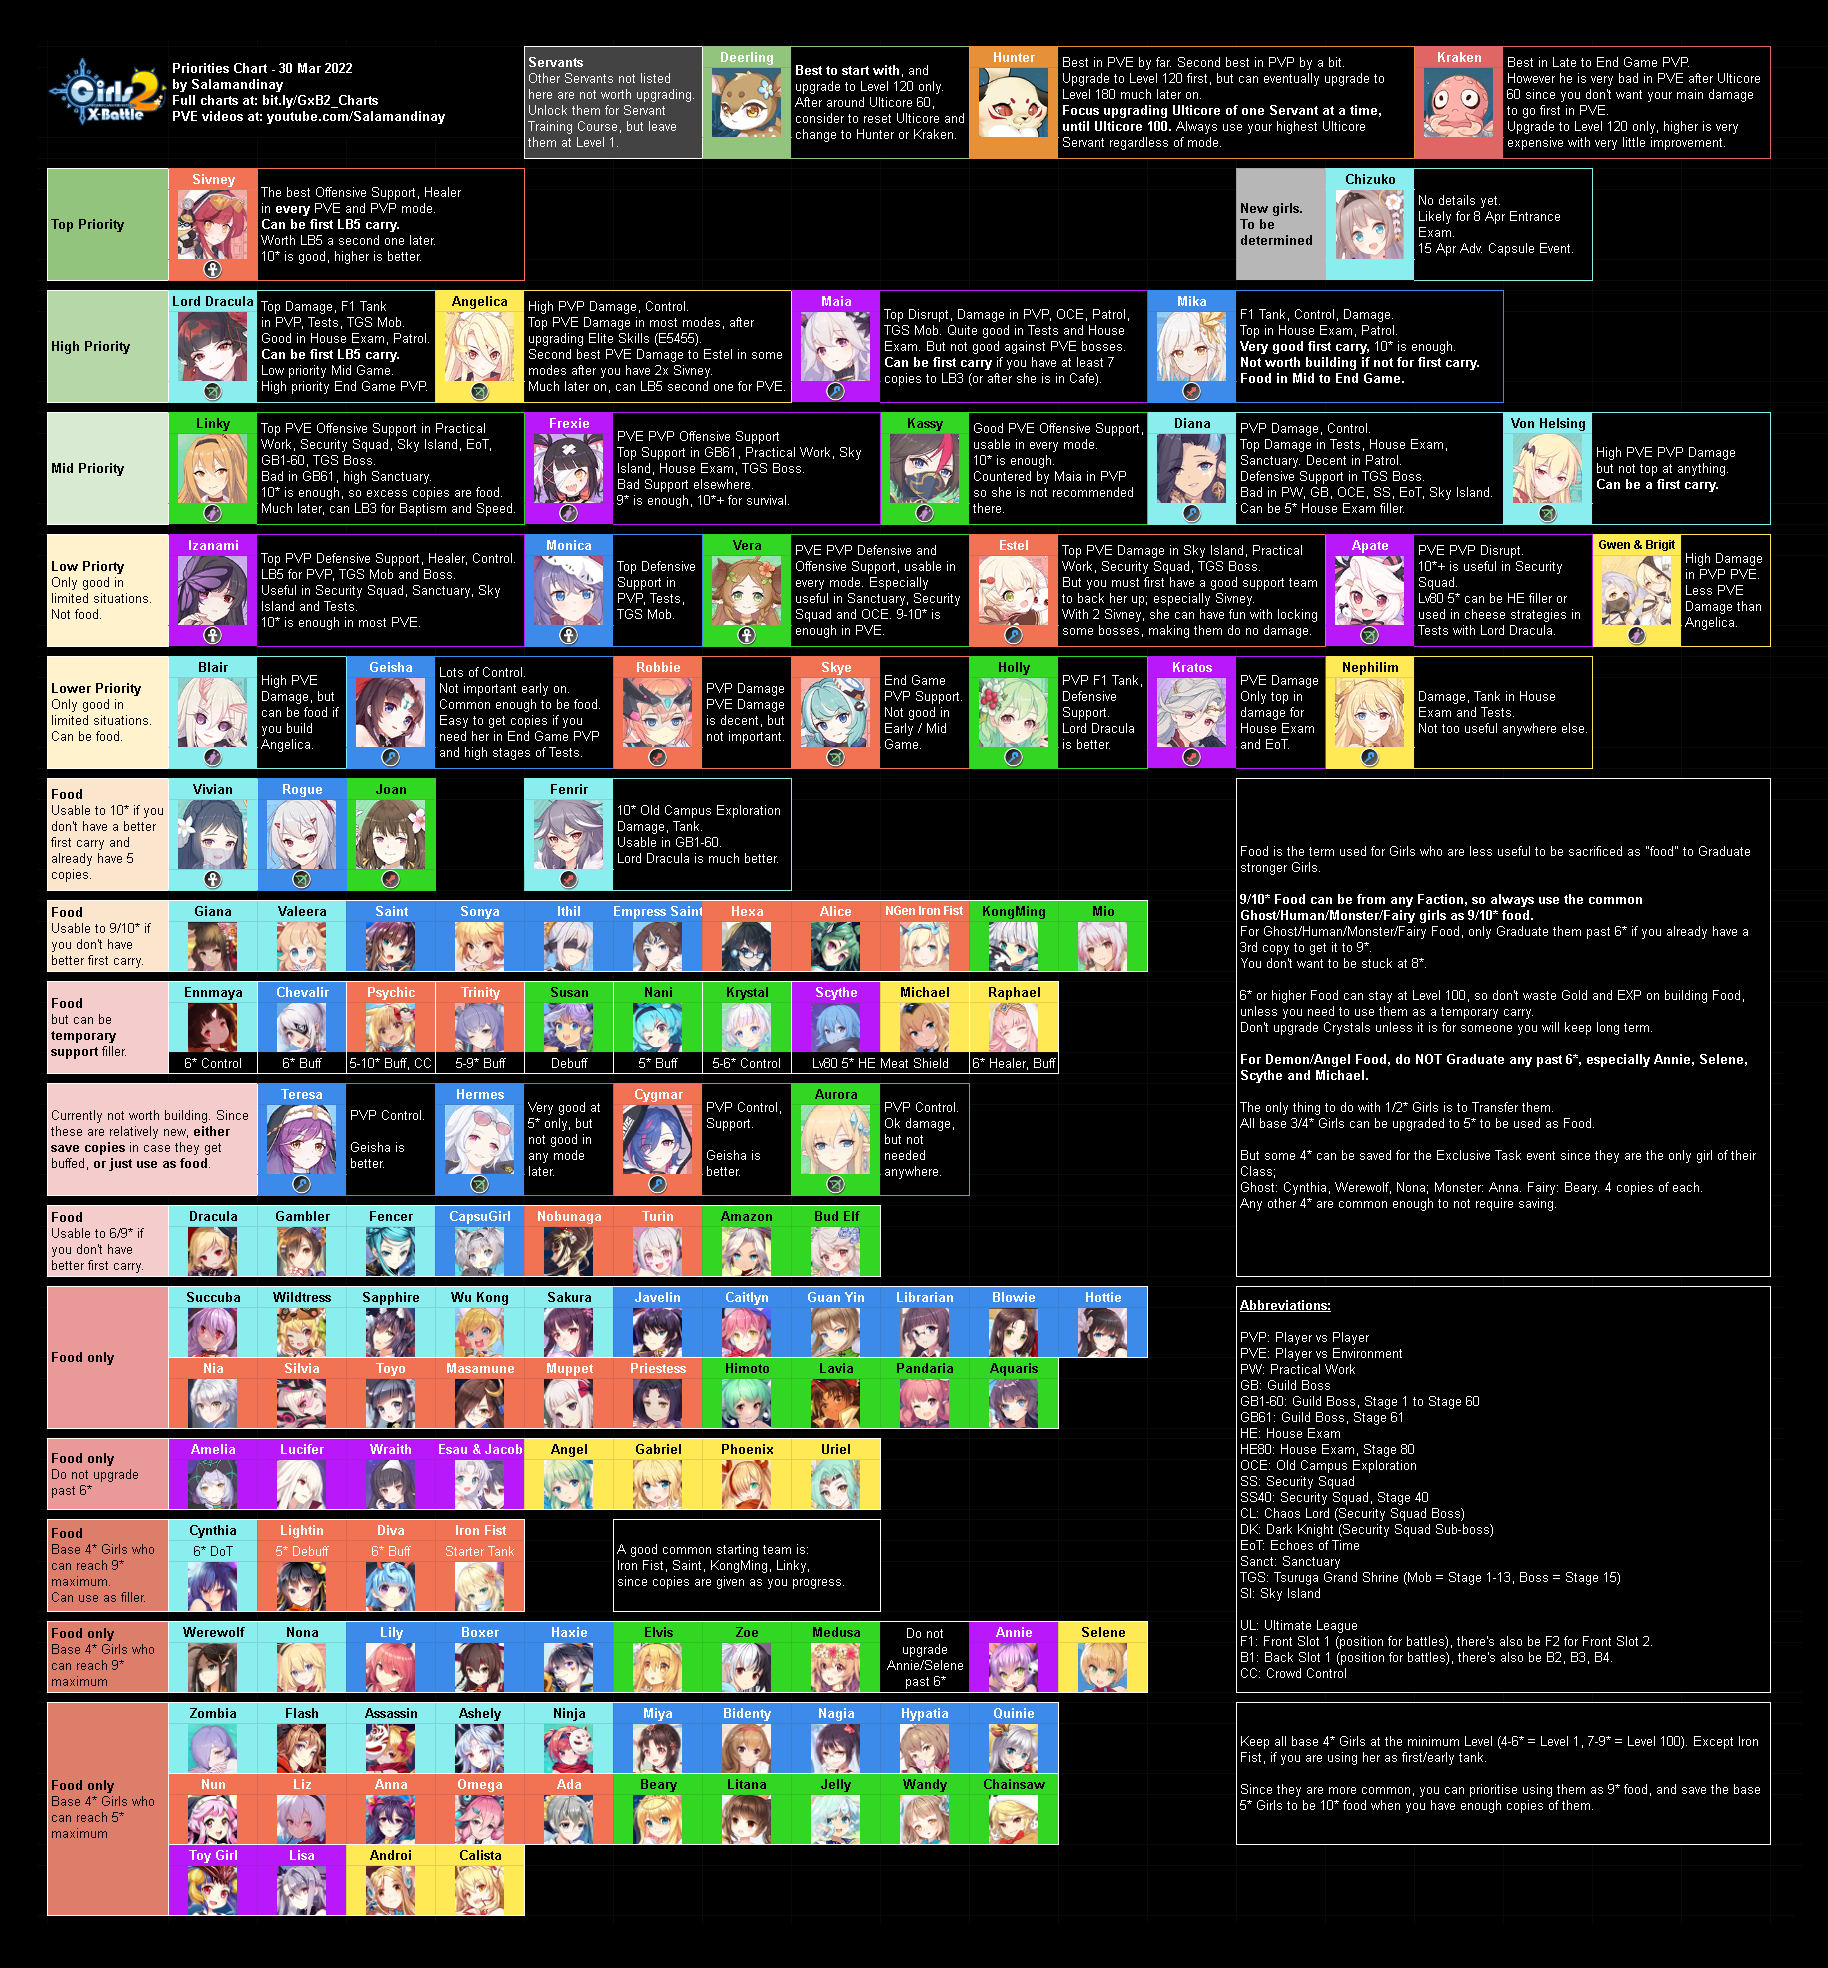 Girls 2
X-Battle
Priorities Chart - 30 Mar 2022
by Salamandinay
Full charts at: bit.ly/GxB2_Charts
PVE videos at: youtube.com/Salamandinay
Servants
Other Servants not listed
here are not worth upgrading.
Unlock them for Servant
Training Course, but leave
them at Level 1.
Deerling
Best to start with, and
upgrade to Level 120 only.
After around Ulticore 60,
consider to reset Ulticore and
change to Hunter or Kraken.
Hunter
Best in PVE by far. Second best in PVP by a bit.
Upgrade to Level 120 first, but can eventually upgrade to
Level 180 much later on.
Focus upgrading Ulticore of one Servant at a time,
until Ulticore 100. Always use your highest Ulticore
Servant regardless of mode.
Kraken
Best in Late to End Game PVP.
However he is very bad in PVE after Ulticore
60 since you don't want your main damage
to go first in PVE.
Upgrade to Level 120 only, higher is very
expensive with very little improvement.
Top Priority
Sivney
The best Offensive Support, Healer
in every PVE and PVP mode.
Can be first LB5 carry.
Worth LB5 a second one later.
10* is good, higher is better.
New girls.
To be
determined
Chizuko
No details yet.
Likely for 8 Apr Entrance
Exam.
15 Apr Adv. Capsule Event.
High Priority
Lord Dracula
Top Damage, F1 Tank
in PVP, Tests, TGS Mob.
Good in House Exam, Patrol.
Can be first LB5 carry.
Low priority Mid Game.
High priority End Game PVP.
Angelica
High PVP Damage, Control.
Top PVE Damage in most modes, after
upgrading Elite Skills (E5455).
Second best PVE Damage to Estel in some
modes after you have 2x Sivney.
Much later on, can LB5 second one for PVE.
Maia
Top Disrupt, Damage in PVP, OCE, Patrol,
TGS Mob. Quite good in Tests and House
Exam. But not good against PVE bosses.
Can be first carry if you have at least 7
copies to LB3 (or after she is in Cafe).
Mika
F1 Tank, Control, Damage.
Top in House Exam, Patrol.
Very good first carry, 10* is enough.
Not worth building if not for first carry.
Food in Mid to End Game.
Mid Priority
Linky
Top PVE Offensive Support in Practical
Work, Security Squad, Sky Island, EoT,
GB1-60, TGS Boss.
Bad in GB61, high Sanctuary.
10* is enough, so excess copies are food.
Much later, can LB3 for Baptism and Speed.
Frexie
PVE PVP Offensive Support
Top Support in GB61, Practical Work, Sky
Island, House Exam, TGS Boss.
Bad Support elsewhere.
9* is enough, 10*+ for survival.
Kassy
Good PVE Offensive Support,
usable in every mode.
10* is enough.
Countered by Maia in PVP
so she is not recommended
there.
Diana
PVP Damage, Control.
Top Damage in Tests, House Exam,
Sanctuary. Decent in Patrol.
Defensive Support in TGS Boss.
Bad in PW, GB, OCE, SS, EoT, Sky Island.
Can be 5* House Exam filler.
Von Helsing
High PVE PVP Damage
but not top at anything.
Can be a first carry.
Low Priorty
Only good in
limited situations.
Not food.
Izanami
Top PVP Defensive Support, Healer, Control.
LB5 for PVP, TGS Mob and Boss.
Useful in Security Squad, Sanctuary, Sky
Island and Tests.
10* is enough in most PVE.
Monica
Top Defensive
Support in
PVP, Tests,
TGS Mob.
Vera
PVE PVP Defensive and
Offensive Support, usable in
every mode. Especially
useful in Sanctuary, Security
Squad and OCE. 9-10* is
enough in PVE.
Estel
Top PVE Damage in Sky Island, Practical
Work, Security Squad, TGS Boss.
But you must first have a good support team
to back her up; especially Sivney.
With 2 Sivney, she can have fun with locking
some bosses, making them do no damage.
Apate
PVE PVP Disrupt.
10*+ is useful in Security
Squad.
Lv80 5* can be HE filler or
used in cheese strategies in
Tests with Lord Dracula.
Gwen & Brigit
High Damage
in PVP PVE.
Less PVE
Damage than
Angelica.
Lower Priority
Only good in
limited situations.
Can be food.
Blair
High PVE
Damage, but
can be food if
you build
Angelica.
Geisha
Lots of Control.
Not important early on.
Common enough to be food.
Easy to get copies if you
need her in End Game PVP
and high stages of Tests.
Robbie
PVP Damage
PVE Damage
is decent, but
not important.
Skye
End Game
PVP Support.
Not good in
Early / Mid
Game.
Holly
PVP F1 Tank,
Defensive
Support.
Lord Dracula
is better.
Kratos
PVE Damage
Only top in
damage for
House Exam
and EoT.
Nephilim
Damage, Tank in House
Exam and Tests.
Not too useful anywhere else.
Food
Usable to 10* if you
don't have a better
first carry and
already have 5
copies.
Vivian
Rogue
Joan
Fenrir
10* Old Campus Exploration
Damage, Tank.
Usable in GB1-60.
Lord Dracula is much better.
Food is the term used for Girls who are less useful to be sacrificed as "food" to Graduate
stronger Girls.
9/10* Food can be from any Faction, so always use the common
Ghost/Human/Monster/Fairy girls as 9/10* food.
For Ghost/Human/Monster/Fairy Food, only Graduate them past 6* if you already have a
3rd copy to get it to 9*.
You don't want to be stuck at 8*.
6* or higher Food can stay at Level 100, so don't waste Gold and EXP on building Food,
unless you need to use them as a temporary carry.
Don't upgrade Crystals unless it is for someone you will keep long term.
For Demon/Angel Food, do NOT Graduate any past 6*, especially Annie, Selene,
Scythe and Michael.
The only thing to do with 1/2* Girls is to Transfer them.
All base 3/4* Girls can be upgraded to 5* to be used as Food.
But some 4* can be saved for the Exclusive Task event since they are the only girl of their
Class;
Ghost: Cynthia, Werewolf, Nona; Monster: Anna. Fairy: Beary. 4 copies of each.
Any other 4* are common enough to not require saving.
Food
Usable to 9/10* if
you don't have
better first carry.
Giana
Valeera
Saint
Sonya
Ithil
Empress Saint
Hexa
Alice
NGen Iron Fist
KongMing
Mio
Food
but can be
temporary
support filler.
Ennmaya
Chevalir
Psychic
Trinity
Susan
Nani
Krystal
Scythe
Michael
Raphael
6* Control
6* Buff
5-10* Buff, CC
5-9* Buff
Debuff
5* Buff
5-6* Control
Lv80 5* HE Meat Shield
6* Healer, Buff
Currently not worth building. Since
these are relatively new, either
save copies in case they get
buffed, or just use as food.
Teresa
PVP Control.
Geisha is
better.
Hermes
Very good at
5* only, but
not good in
any mode
later.
Cygmar
PVP Control,
Support.
Geisha is
better.
Aurora
PVP Control.
Ok damage,
but not
needed
anywhere.
Food
Usable to 6/9* if
you don't have
better first carry.
Dracula
Gambler
Fencer
CapsuGirl
Nobunaga
Turin
Amazon
Bud Elf
Food only
Succuba
Wildtress
Sapphire
Wu Kong
Sakura
Javelin
Caitlyn
Guan Yin
Librarian
Blowie
Hottie
Nia
Silvia
Toyo
Masamune
Muppet
Priestess
Himoto
Lavia
Pandaria
Aquaris
Abbreviations:
PVP: Player vs Player
PVE: Player vs Environment
PW: Practical Work
GB: Guild Boss
GB1-60: Guild Boss, Stage 1 to Stage 60
GB61: Guild Boss, Stage 61
HE: House Exam
HE80: House Exam, Stage 80
OCE: Old Campus Exploration
SS: Security Squad
SS40: Security Squad, Stage 40
CL: Chaos Lord (Security Squad Boss)
DK: Dark Knight (Security Squad Sub-boss)
EoT: Echoes of Time
Sanct: Sanctuary
TGS: Tsuruga Grand Shrine (Mob = Stage 1-13, Boss = Stage 15)
SI: Sky Island
UL: Ultimate League
F1: Front Slot 1 (position for battles), there's also be F2 for Front Slot 2.
B1: Back Slot 1 (position for battles), there's also be B2, B3, B4.
CC: Crowd Control
Food only
Do not upgrade
past 6*
Amelia
Lucifer
Wraith
Esau & Jacob
Angel
Gabriel
Phoenix
Uriel
Food
Base 4* Girls who
can reach 9*
maximum.
Can use as filler.
Cynthia
Lightin
Diva
Iron Fist
6* DoT
5* Debuff
6* Buff
Starter Tank
A good common starting team is:
Iron Fist, Saint, KongMing, Linky,
since copies are given as you progress.
Food only
Base 4* Girls who
can reach 9*
maximum
Werewolf
Nona
Lily
Boxer
Haxie
Elvis
Zoe
Medusa
Do not
upgrade
Annie/Selene
past 6*
Annie
Selene
Food only
Base 4* Girls who
can reach 5*
maximum
Zombia
Flash
Assassin
Ashely
Ninja
Miya
Bidenty
Nagia
Hypatia
Quinie
Nun
Liz
Anna
Omega
Ada
Beary
Litana
Jelly
Wandy
Chainsaw
Toy Girl
Lisa
Androi
Calista
Keep all base 4* Girls at the minimum Level (4-6* = Level 1, 7-9* = Level 100). Except Iron
Fist, if you are using her as first/early tank.
Since they are more common, you can prioritise using them as 9* food, and save the base
5* Girls to be 10* food when you have enough copies of them.